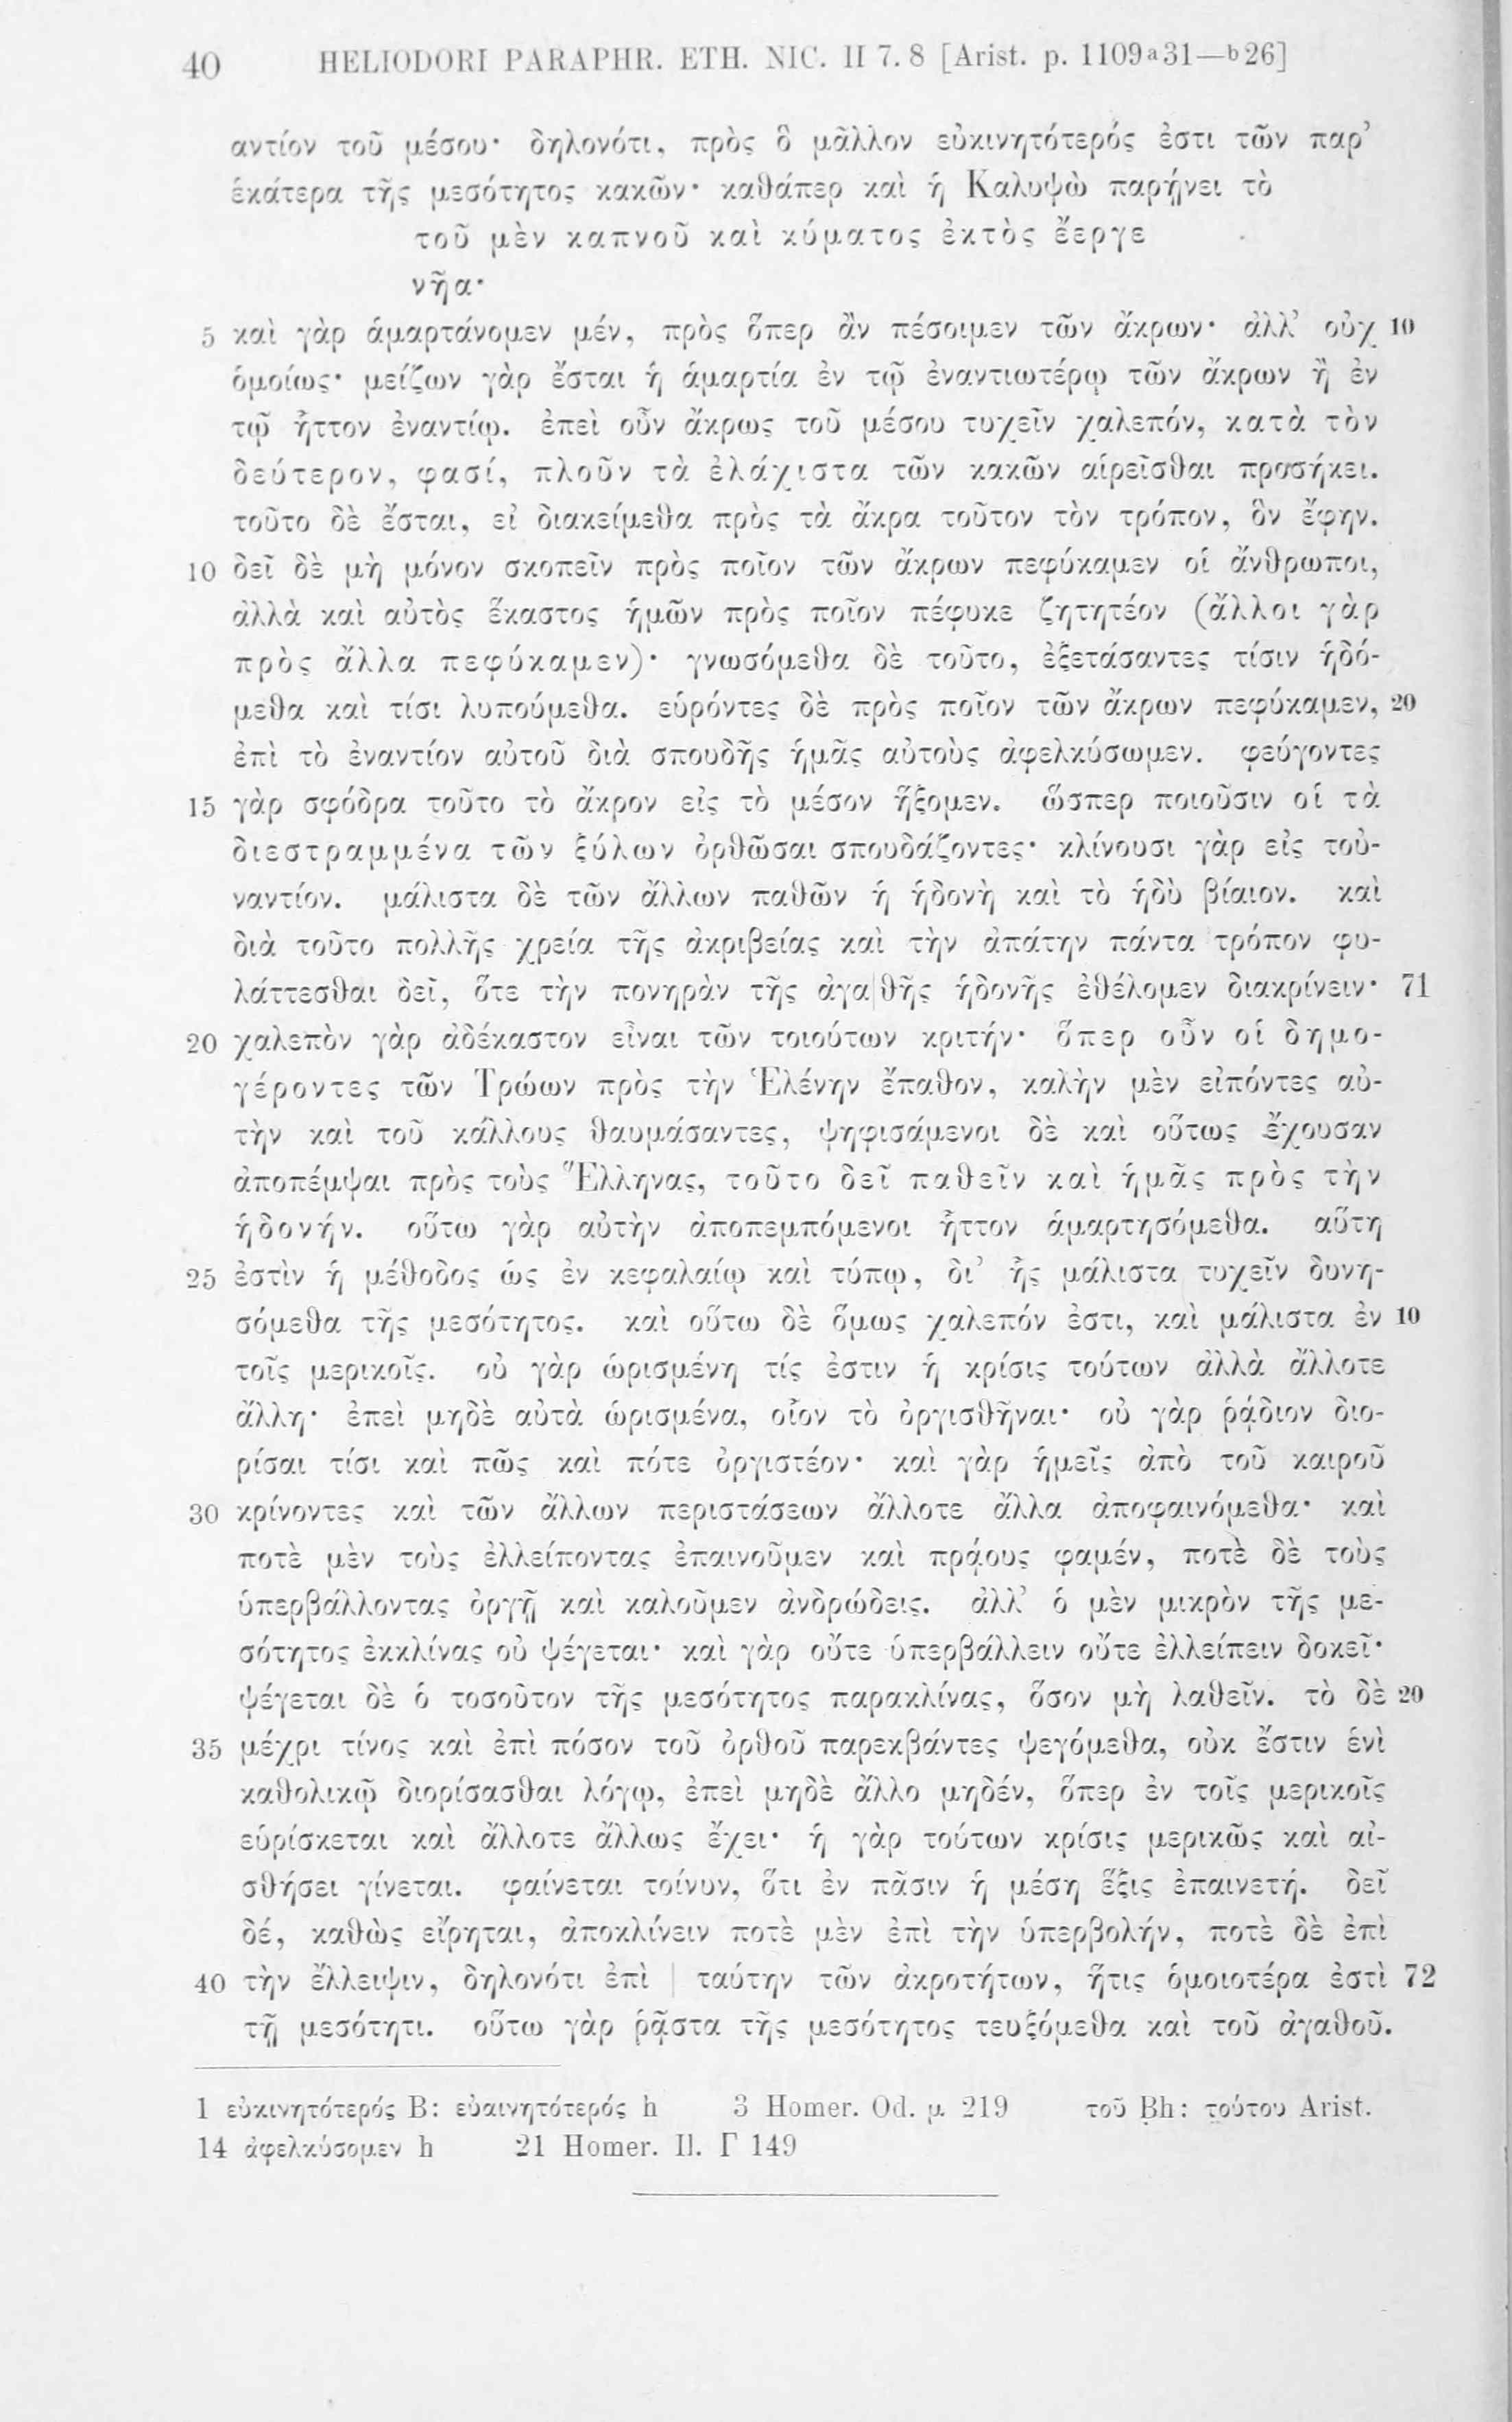 40 HELIODORI PARAPHR. ETH. NIC. II 7. 8 [Arist. p. 1109a31—b26]
αντίον τοῦ μέσου· δηλονότι, πρὸς ὃ μᾶλλον εὐκινητότερός ἐστι τῶν παρ’
ἑκάτερα τῆς μεσότητος κακῶν· καθάπερ καὶ ἡ Καλυψὼ παρῄνει τὸ
τοῦ μὲν καπνοῦ καὶ κύματος ἐκτὸς ἔεργε
νῆα·
5 καὶ γὰρ ἁμαρτάνομεν μέν, πρὸς ὅπερ ἂν πέσοιμεν τῶν ἄκρων· ἀλλ’ οὐχ 10
ὁμοίως· μείζων γὰρ ἔσται ἡ ἁμαρτία ἐν τῷ ἐναντιωτέρῳ τῶν ἄκρων ἢ ἐν
τῷ ἧττον ἐναντίῳ. ἐπεὶ οὖν ἄκρως τοῦ μέσου τυχεῖν χαλεπόν, κατὰ τὸν
δεύτερον, φασί, πλοῦν τὰ ἐλάχιστα τῶν κακῶν αἱρεῖσθαι προσήκει.
τοῦτο δὲ ἔσται, εἰ διακείμεθα πρὸς τὰ ἄκρα τοῦτον τὸν τρόπον, ὃν ἔφην.
10 δεῖ δὲ μὴ μόνον σκοπεῖν πρὸς ποῖον τῶν ἄκρων πεφύκαμεν οἱ ἄνθρωποι,
ἀλλὰ καὶ αὐτὸς ἕκαστος ἡμῶν πρὸς ποῖον πέφυκε ζητητέον (ἄλλοι γὰρ
πρὸς ἄλλα πεφύκαμεν)· γνωσόμεθα δὲ τοῦτο, ἐξετάσαντες τίσιν ἡδό-
μεθα καὶ τίσι λυπούμεθα. εὑρόντες δὲ πρὸς ποῖον τῶν ἄκρων πεφύκαμεν, 20
ἐπὶ τὸ ἐναντίον αὐτοῦ διὰ σπουδῆς ἡμᾶς αὐτοὺς ἀφελκύσωμεν. φεύγοντες
15 γὰρ σφόδρα τοῦτο τὸ ἄκρον εἰς τὸ μέσον ἥξομεν. ὥσπερ ποιοῦσιν οἱ τὰ
διεστραμμένα τῶν ξύλων ὀρθῶσαι σπουδάζοντες· κλίνουσι γὰρ εἰς τοὐ-
ναντίον. μάλιστα δὲ τῶν ἄλλων παθῶν ἡ ἡδονὴ καὶ τὸ ἡδὺ βίαιον. καὶ
διὰ τοῦτο πολλῆς χρεία τῆς ἀκριβείας καὶ τὴν ἀπάτην πάντα τρόπον φυ-
λάττεσθαι δεῖ, ὅτε τὴν πονηρὰν τῆς ἀγα|θῆς ἡδονῆς ἐθέλομεν διακρίνειν· 71
20 χαλεπὸν γὰρ ἀδέκαστον εἶναι τῶν τοιούτων κριτήν· ὅπερ οὖν οἱ δημο-
γέροντες τῶν Τρώων πρὸς τὴν Ἑλένην ἔπαθον, καλὴν μὲν εἰπόντες αὐ-
τὴν καὶ τοῦ κάλλους θαυμάσαντες, ψηφισάμενοι δὲ καὶ οὕτως ἔχουσαν
ἀποπέμψαι πρὸς τοὺς Ἕλληνας, τοῦτο δεῖ παθεῖν καὶ ἡμᾶς πρὸς τὴν
ἡδονήν. οὕτω γὰρ αὐτὴν ἀποπεμπόμενοι ἧττον ἁμαρτησόμεθα. αὕτη
25 ἐστὶν ἡ μέθοδος ὡς ἐν κεφαλαίῳ καὶ τύπῳ, δι’ ἧς μάλιστα τυχεῖν δυνη-
σόμεθα τῆς μεσότητος. καὶ οὕτω δὲ ὅμως χαλεπόν ἐστι, καὶ μάλιστα ἐν 10
τοῖς μερικοῖς. οὐ γὰρ ὡρισμένη τίς ἐστιν ἡ κρίσις τούτων ἀλλὰ ἄλλοτε
ἄλλη· ἐπεὶ μηδὲ αὐτὰ ὡρισμένα, οἷον τὸ ὀργισθῆναι· οὐ γὰρ ῥᾴδιον διο-
ρίσαι τίσι καὶ πῶς καὶ πότε ὀργιστέον· καὶ γὰρ ἡμεῖς ἀπὸ τοῦ καιροῦ
30 κρίνοντες καὶ τῶν ἄλλων περιστάσεων ἄλλοτε ἄλλα ἀποφαινόμεθα· καὶ
ποτὲ μὲν τοὺς ἐλλείποντας ἐπαινοῦμεν καὶ πράους φαμέν, ποτὲ δὲ τοὺς
ὑπερβάλλοντας ὀργῇ καὶ καλοῦμεν ἀνδρώδεις. ἀλλ’ ὁ μὲν μικρὸν τῆς με-
σότητος ἐκκλίνας οὐ ψέγεται· καὶ γὰρ οὔτε ὑπερβάλλειν οὔτε ἐλλείπειν δοκεῖ·
ψέγεται δὲ ὁ τοσοῦτον τῆς μεσότητος παρακλίνας, ὅσον μὴ λαθεῖν. τὸ δὲ 20
35 μέχρι τίνος καὶ ἐπὶ πόσον τοῦ ὀρθοῦ παρεκβάντες ψεγόμεθα, οὐκ ἔστιν ἑνὶ
καθολικῷ διορίσασθαι λόγῳ, ἐπεὶ μηδὲ ἄλλο μηδέν, ὅπερ ἐν τοῖς μερικοῖς
εὑρίσκεται καὶ ἄλλοτε ἄλλως ἔχει· ἡ γὰρ τούτων κρίσις μερικῶς καὶ αἰ-
σθήσει γίνεται. φαίνεται τοίνυν, ὅτι ἐν πᾶσιν ἡ μέση ἕξις ἐπαινετή. δεῖ
δέ, καθὼς εἴρηται, ἀποκλίνειν ποτὲ μὲν ἐπὶ τὴν ὑπερβολήν, ποτὲ δὲ ἐπὶ
40 τὴν ἔλλειψιν, δηλονότι ἐπὶ | ταύτην τῶν ἀκροτήτων, ἥτις ὁμοιοτέρα ἐστὶ 72
τῇ μεσότητι. οὕτω γὰρ ῥᾷστα τῆς μεσότητος τευξόμεθα καὶ τοῦ ἀγαθοῦ.
1 εὐκινητότερός B: εὐαινητότερός h 3 Homer. Od. μ 219 τοῦ Bh: τούτου Arist.
14 ἀφελκύσομεν h 21 Homer. Il. Γ 149